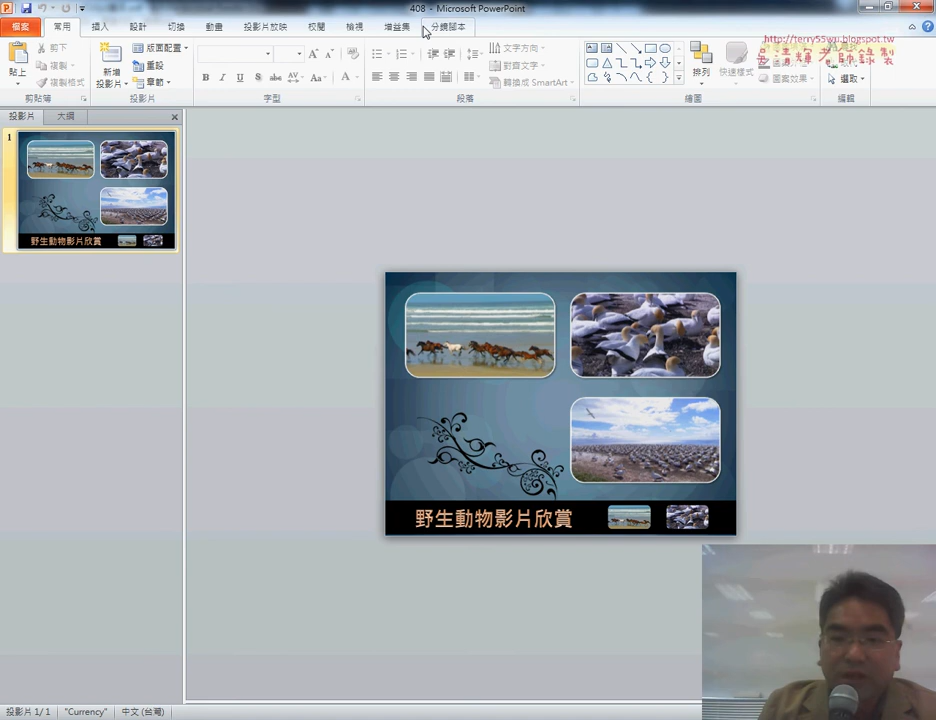 408 - Microsoft PowerPoint
檔案 常用 插入 設計 切換 動畫 投影片放映 校閱 檢視 增益集 分鏡腳本
http://terry55wu.blogspot.tw
吳清輝老師錄製
貼上 剪下 複製 複製格式
新增投影片 版面配置 重設 章節
B I U S abc AV Aa A
文字方向 對齊文字 轉換成 SmartArt
排列 快速樣式 圖案效果
選取
剪貼簿 投影片 字型 段落 繪圖 編輯
投影片 大綱
1
野生動物影片欣賞
野生動物影片欣賞
投影片 1/1 "Currency" 中文 (台灣)